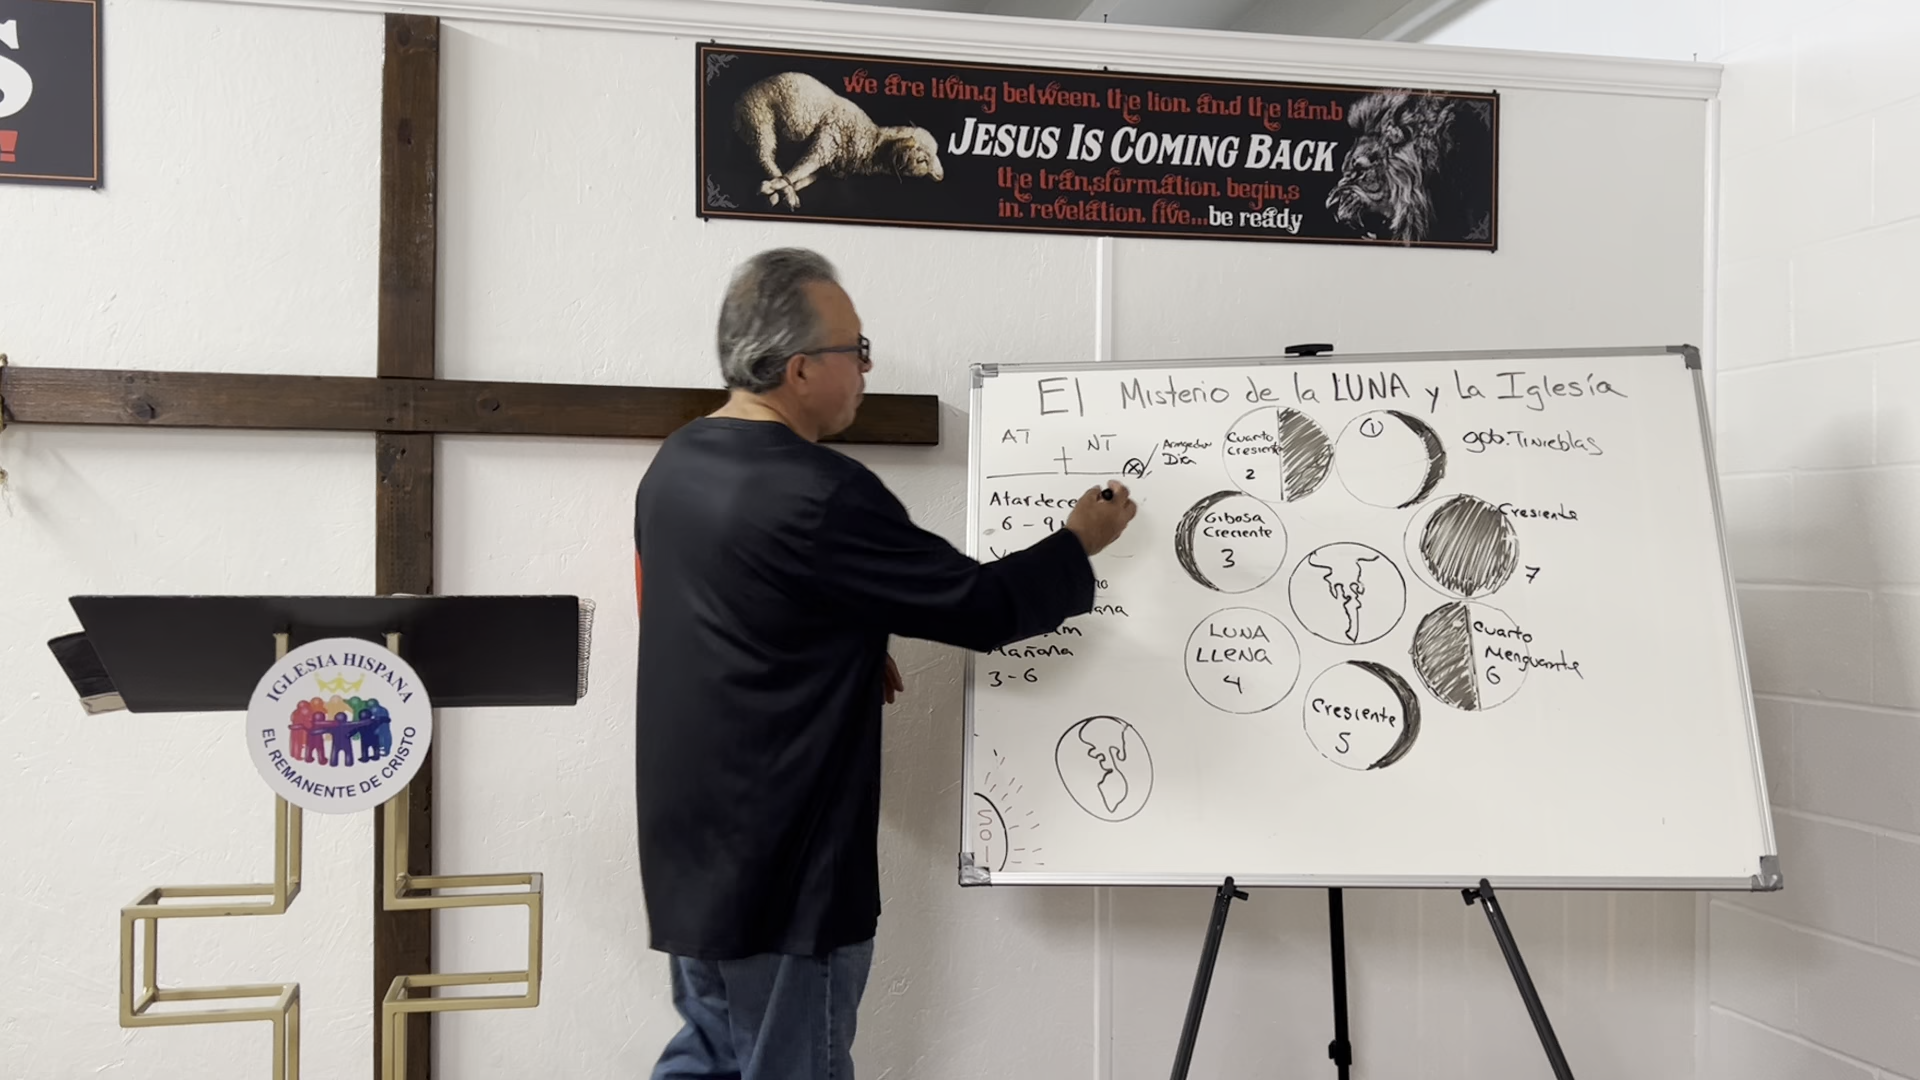 S
!
we are living between the lion and the lamb
JESUS IS COMING BACK
the transformation begins
in revelation five...be ready
El Misterio de la LUNA y La Iglesia
AT
NT
Dia
Cuarto
Cresiente
2
1
gob. Tinieblas
Atardece
6 - 9
Gibosa
Creciente
3
Cresiente
7
LUNA
LLENA
4
Cuarto
Menguante
6
Cresiente
5
ana
m
Mañana
3-6
SOl
IGLESIA HISPANA
EL REMANENTE DE CRISTO